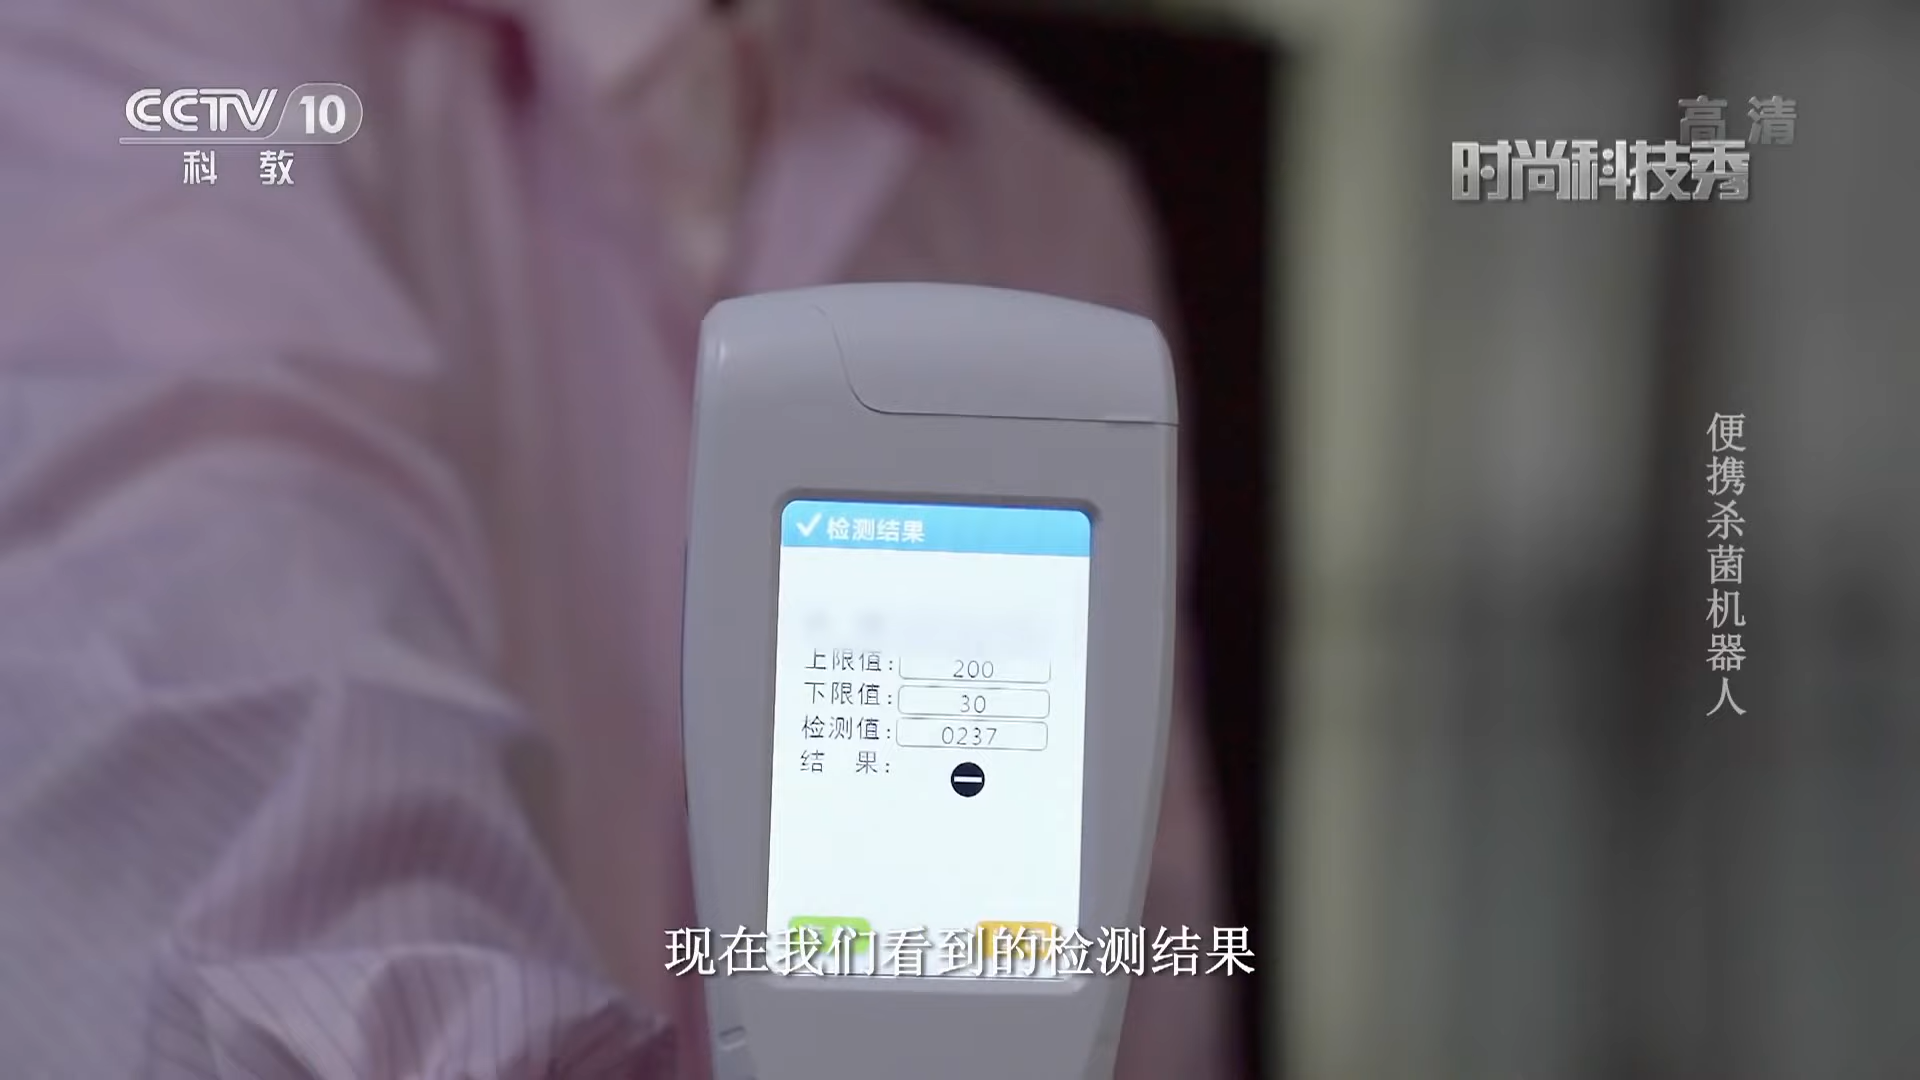 CCTV 10
科 教
高 清
时尚科技秀
便携杀菌机器人
检测结果
上限值: 200
下限值: 30
检测值: 0237
结 果:
现在我们看到的检测结果